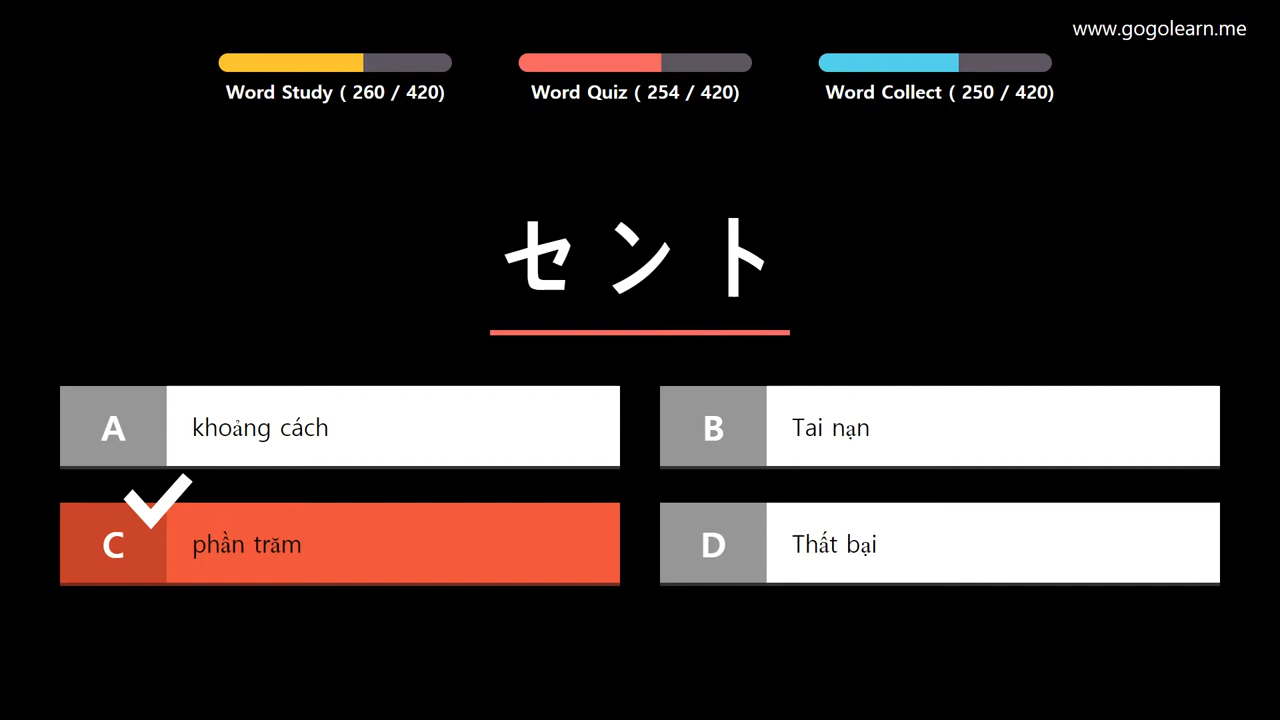 www.gogolearn.me
Word Study ( 260 / 420)
Word Quiz ( 254 / 420)
Word Collect ( 250 / 420)
セント
A khoảng cách
B Tai nạn
C phần trăm
D Thất bại